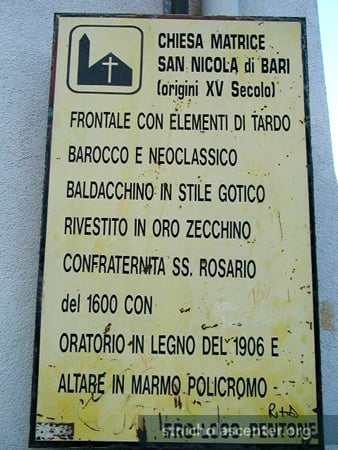 CHIESA MATRICE
SAN NICOLA di BARI
(origini XV Secolo)
FRONTALE CON ELEMENTI DI TARDO
BAROCCO E NEOCLASSICO
BALDACCHINO IN STILE GOTICO
RIVESTITO IN ORO ZECCHINO
CONFRATERNITA SS. ROSARIO
del 1600 CON
ORATORIO IN LEGNO DEL 1906 E
ALTARE IN MARMO POLICROMO
stnicholascenter.org